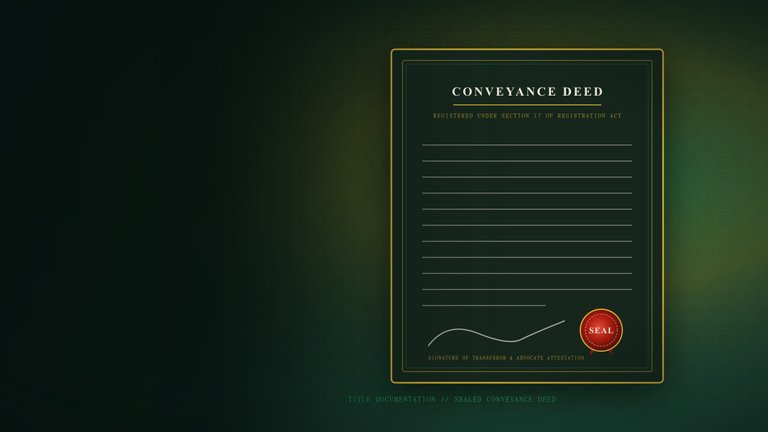 CONVEYANCE DEED
REGISTERED UNDER SECTION 17 OF REGISTRATION ACT
SEAL
SIGNATURE OF TRANSFEROR & ADVOCATE ATTESTATION
TITLE DOCUMENTATION // SEALED CONVEYANCE DEED